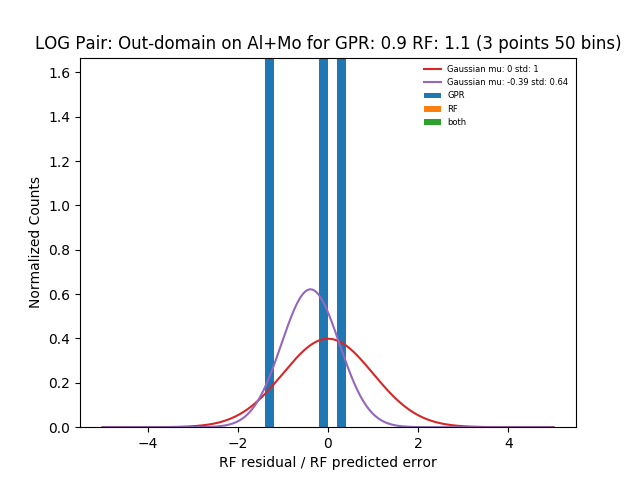 LOG Pair: Out-domain on Al+Mo for GPR: 0.9 RF: 1.1 (3 points 50 bins)
Gaussian mu: 0 std: 1
Gaussian mu: -0.39 std: 0.64
GPR
RF
both
Normalized Counts
1.6
1.4
1.2
1.0
0.8
0.6
0.4
0.2
0.0
−4 −2 0 2 4
RF residual / RF predicted error